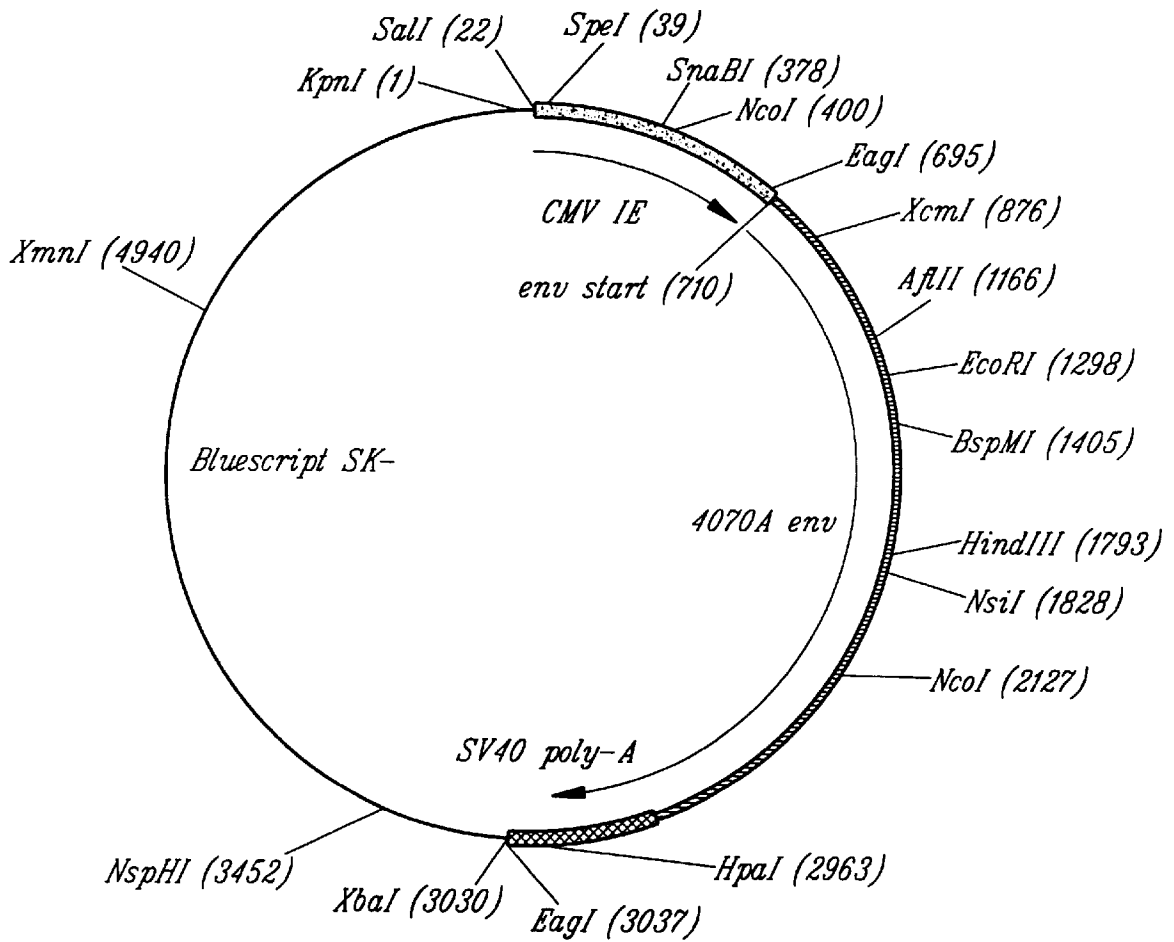 SalI (22)
SpeI (39)
KpnI (1)
SnaBI (378)
NcoI (400)
EagI (695)
CMV IE
XcmI (876)
XmnI (4940)
env start (710)
AflII (1166)
EcoRI (1298)
BspMI (1405)
Bluescript SK-
4070A env
HindIII (1793)
NsiI (1828)
NcoI (2127)
SV40 poly-A
NspHI (3452)
HpaI (2963)
XbaI (3030)
EagI (3037)